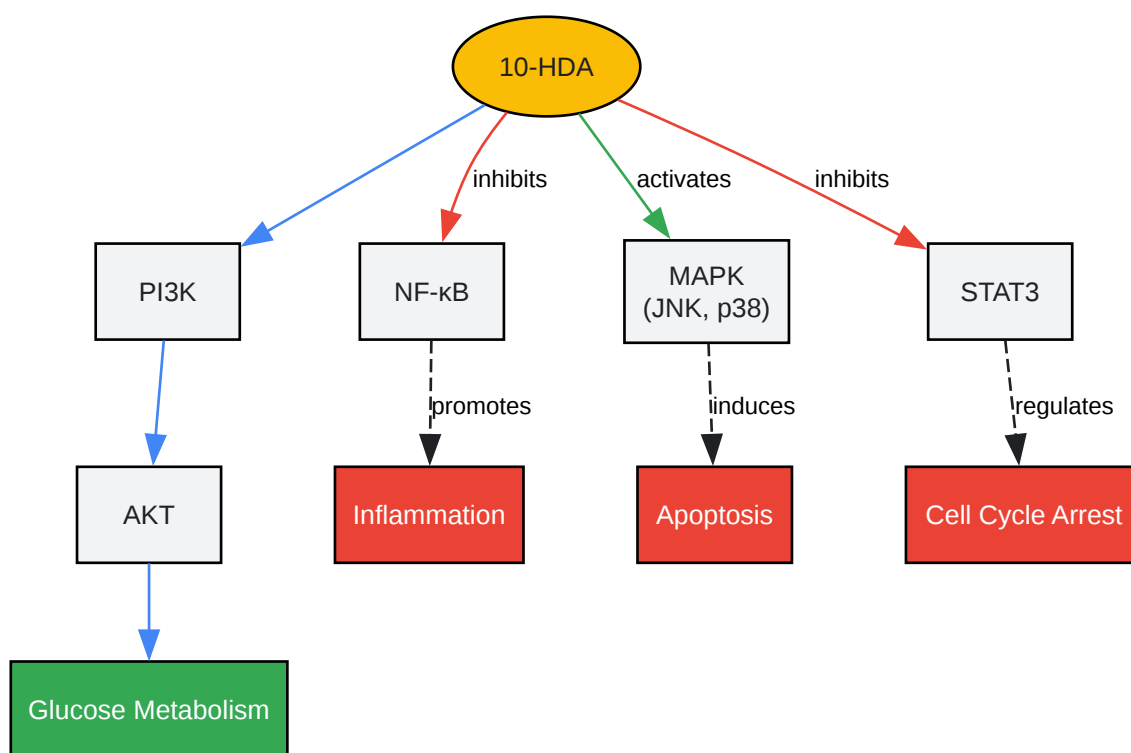 10-HDA
inhibits
activates
inhibits
PI3K
NF-κB
MAPK
(JNK, p38)
STAT3
promotes
induces
regulates
AKT
Inflammation
Apoptosis
Cell Cycle Arrest
Glucose Metabolism